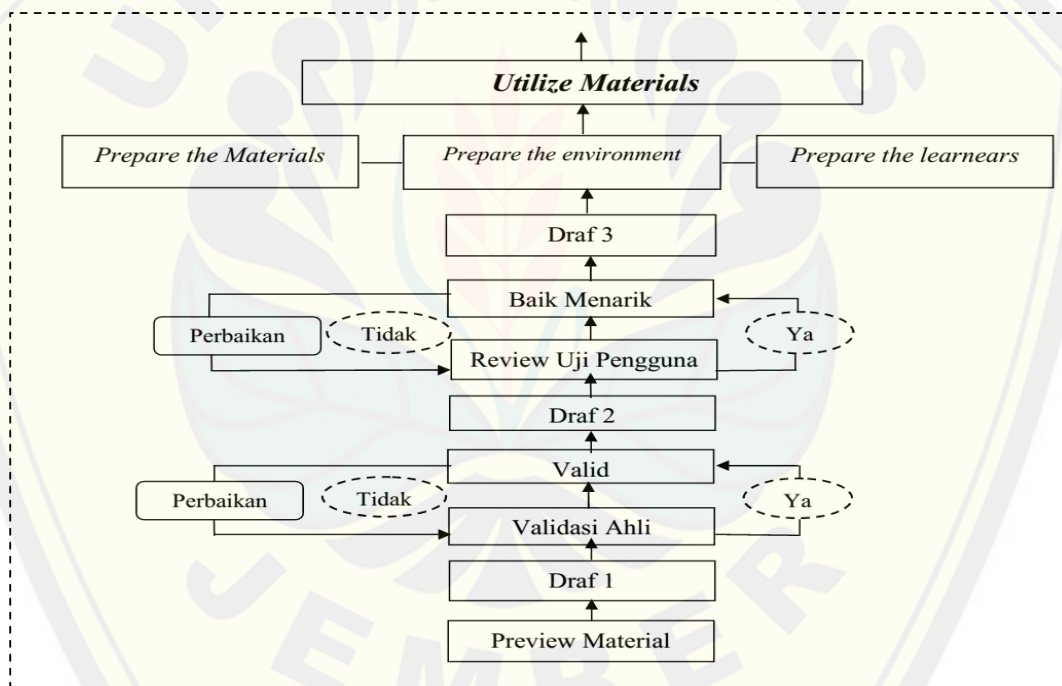 Utilize Materials
Prepare the Materials
Prepare the environment
Prepare the learnears
Draf 3
Baik Menarik
Perbaikan
Tidak
Ya
Review Uji Pengguna
Draf 2
Valid
Perbaikan
Tidak
Ya
Validasi Ahli
Draf 1
Preview Material
JEMBER